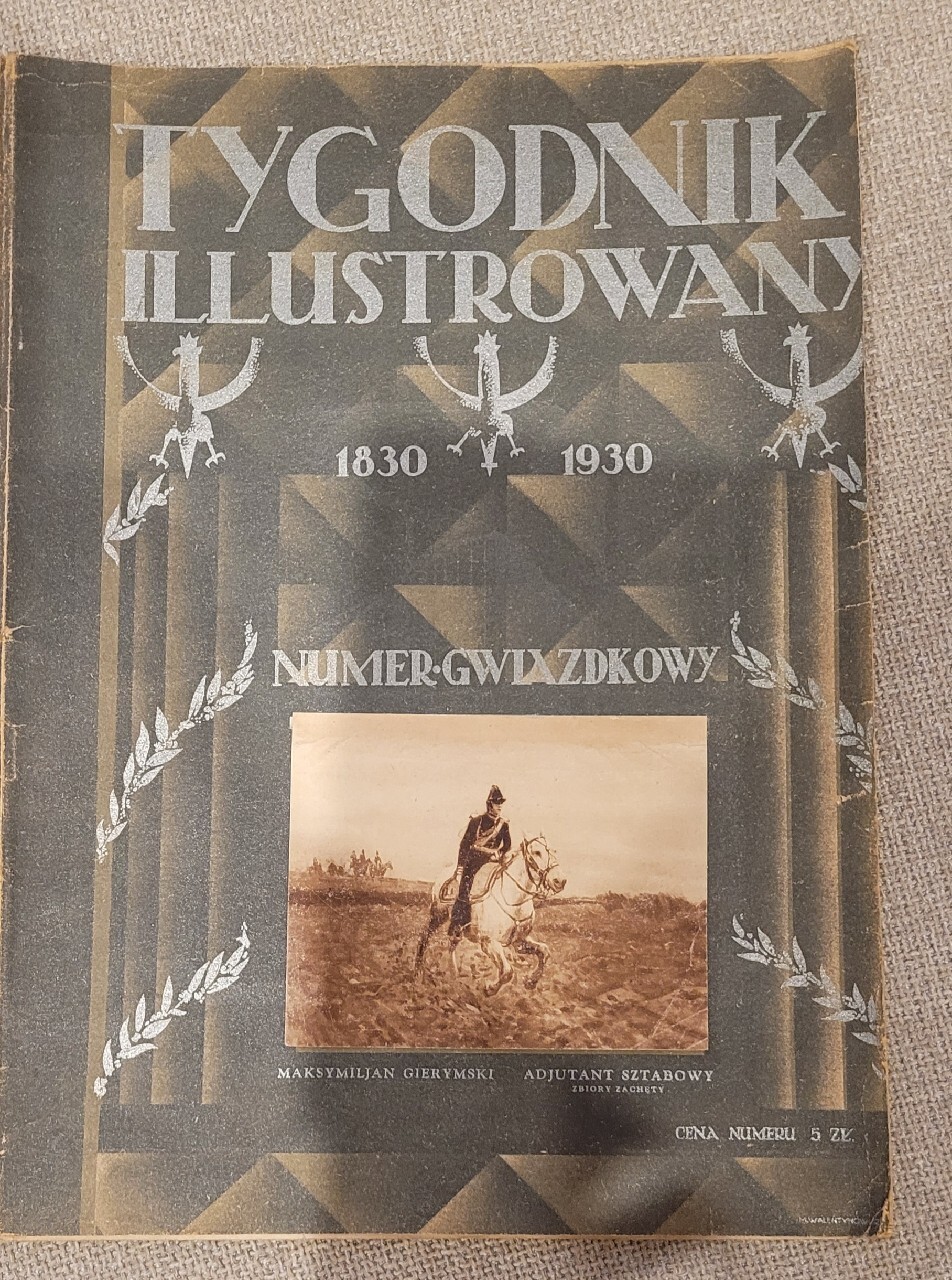 TYGODNIK
ILLUSTROWANY
1830 1930
NUMER·GWIAZDKOWY
MAKSYMILJAN GIERYMSKI ADJUTANT SZTABOWY
ZBIORY ZACHĘTY
CENA NUMERU 5 ZŁ.